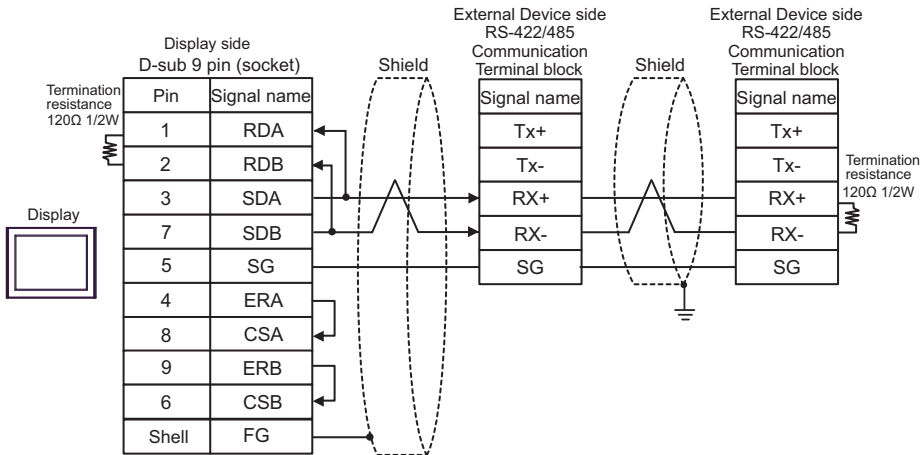 External Device side
RS-422/485
Communication
Terminal block
External Device side
RS-422/485
Communication
Terminal block
Display side
D-sub 9 pin (socket)
Shield
Shield
Termination
resistance
120Ω 1/2W
Pin Signal name
1 RDA
2 RDB
3 SDA
7 SDB
5 SG
4 ERA
8 CSA
9 ERB
6 CSB
Shell FG
Signal name
Tx+
Tx-
RX+
RX-
SG
Signal name
Tx+
Tx-
RX+
RX-
SG
Termination
resistance
120Ω 1/2W
Display